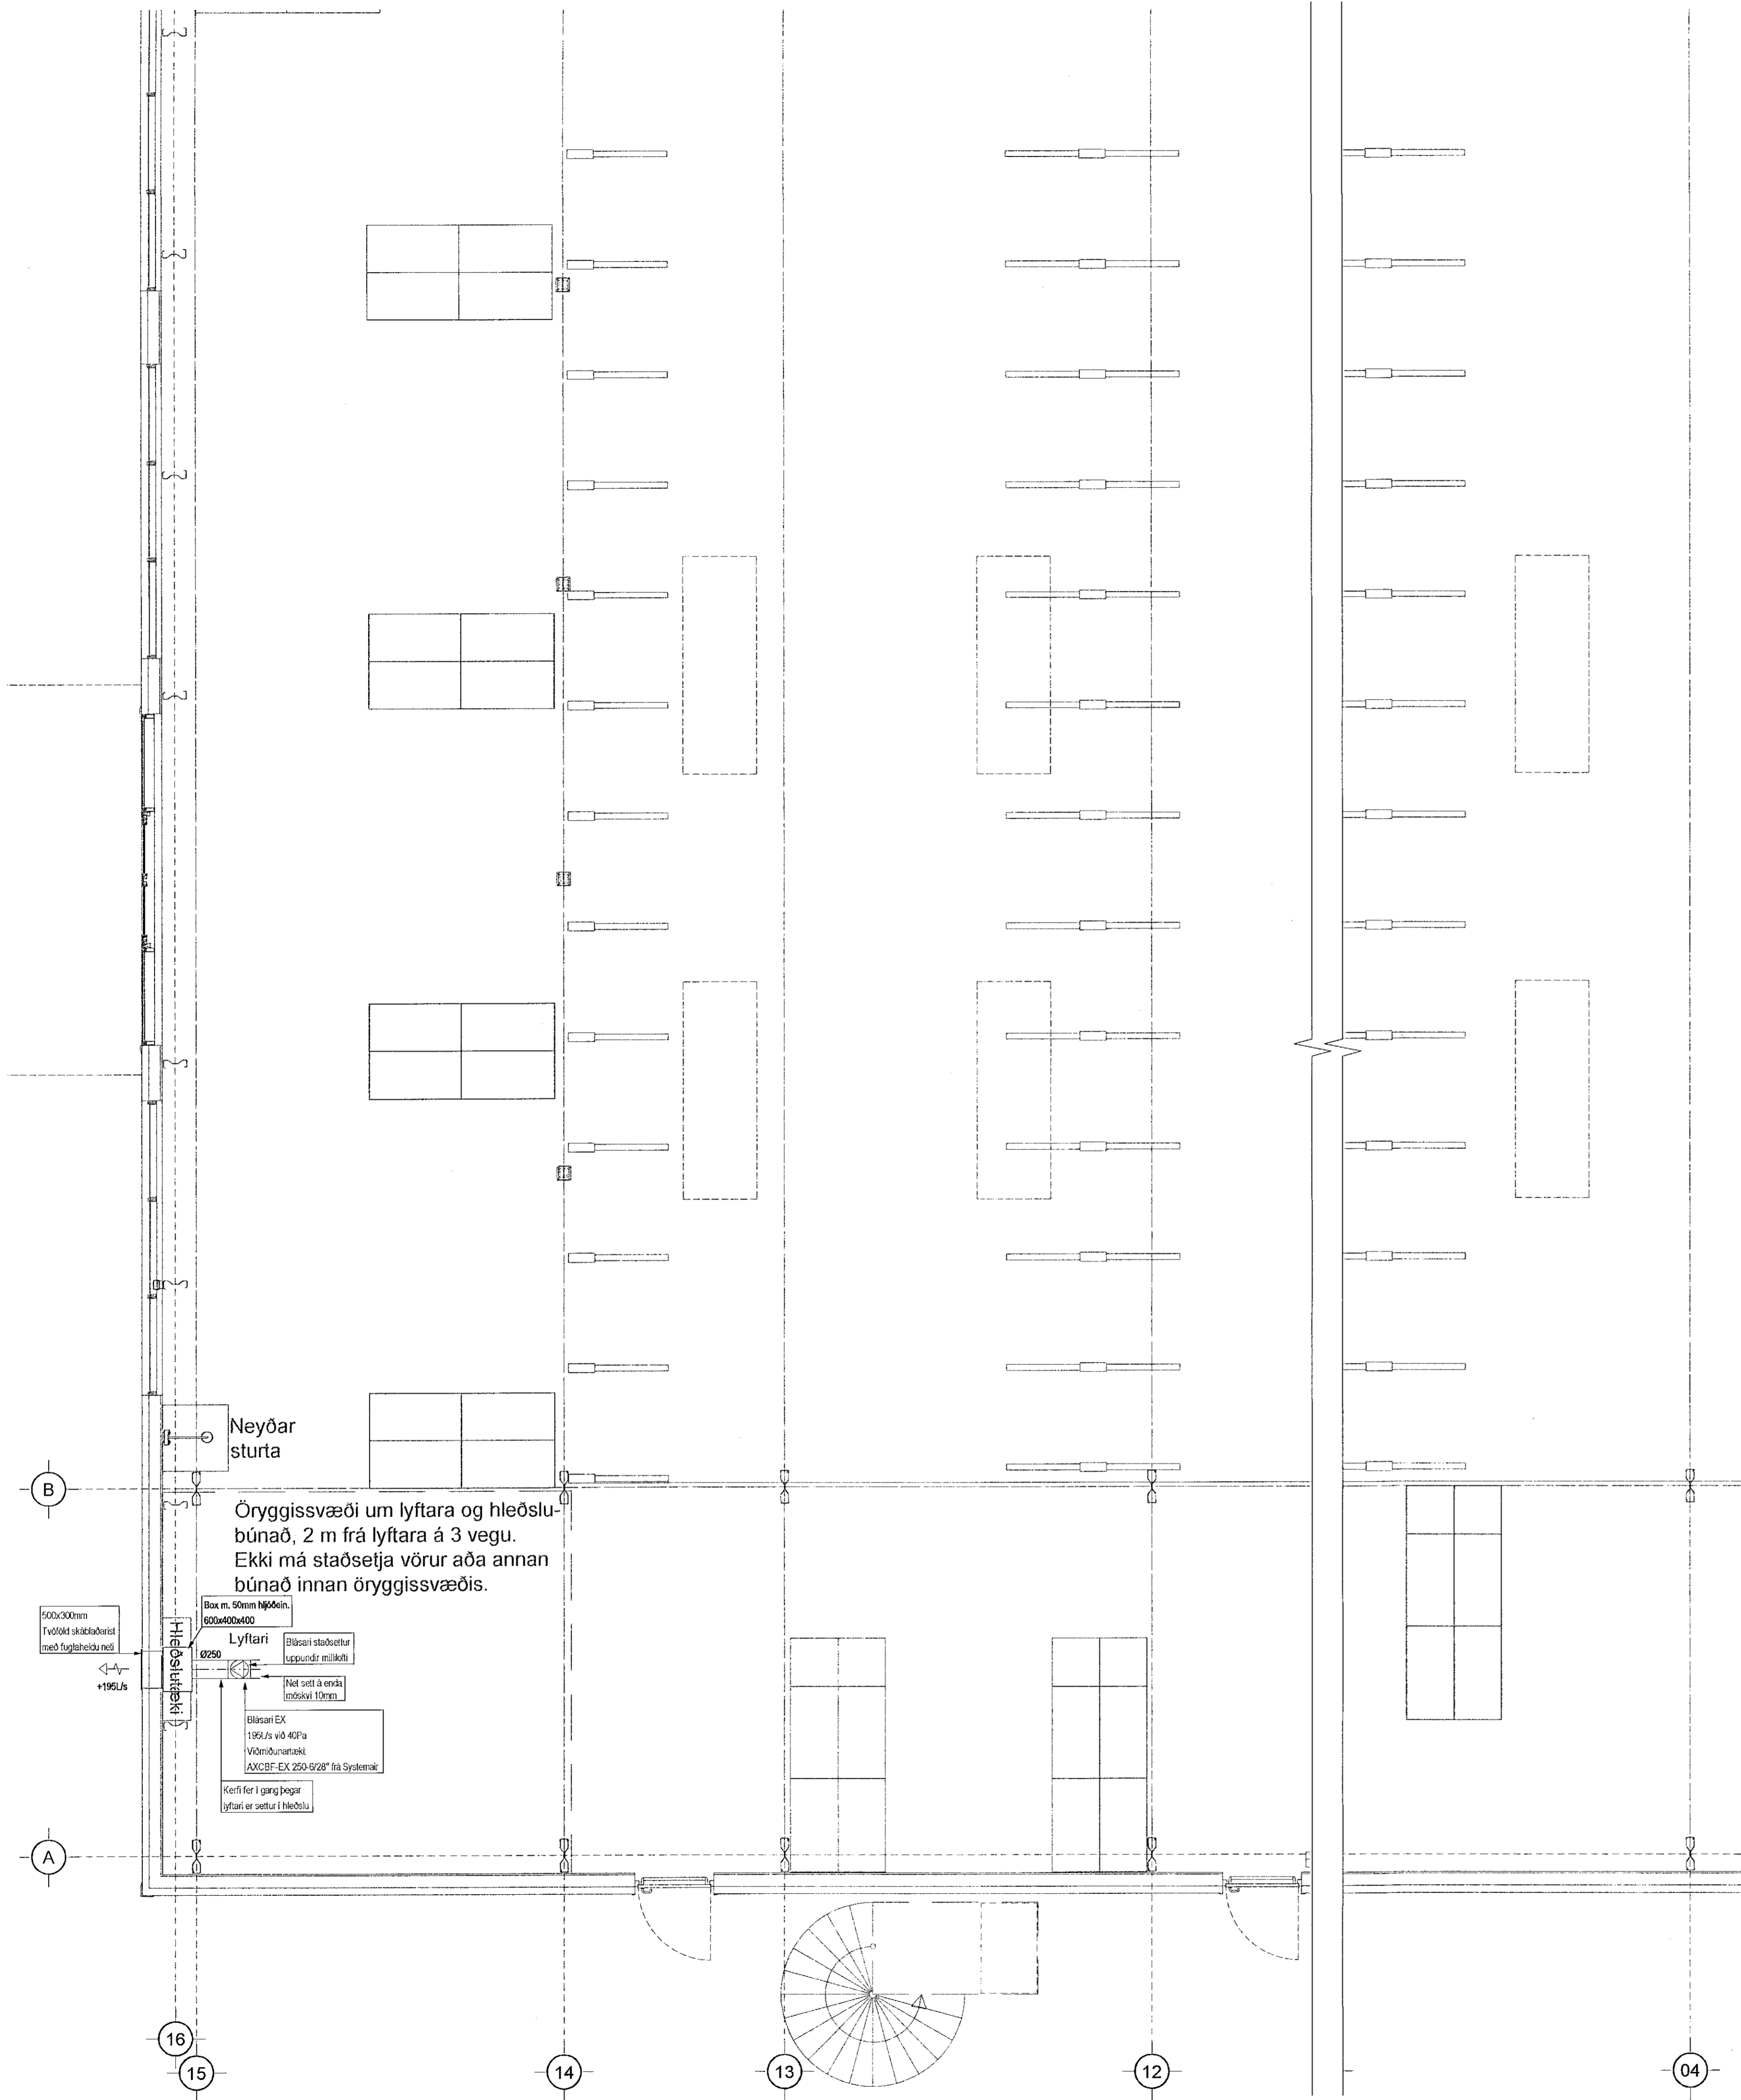 Neyðar
sturta
B
Öryggissvæði um lyftara og hleðslu-
búnað, 2 m frá lyftara á 3 vegu.
Ekki má staðsetja vörur aða annan
búnað innan öryggissvæðis.
Box m. 50mm hljóðein.
600x400x400
500x300mm
Tvöföld skáblaðarist
með fuglaheldu neti
Hleðslutæki
Lyftari
Ø250
Blásari staðsettur
uppundir millilofti
+195L/s
Net sett á enda
möskvi 10mm
Blásari EX
195L/s við 40Pa
Viðmiðunartæki:
AXCBF-EX 250-6/28° frá Systemair
Kerfi fer í gang þegar
lyftari er settur í hleðslu
A
16
15
14
13
12
04